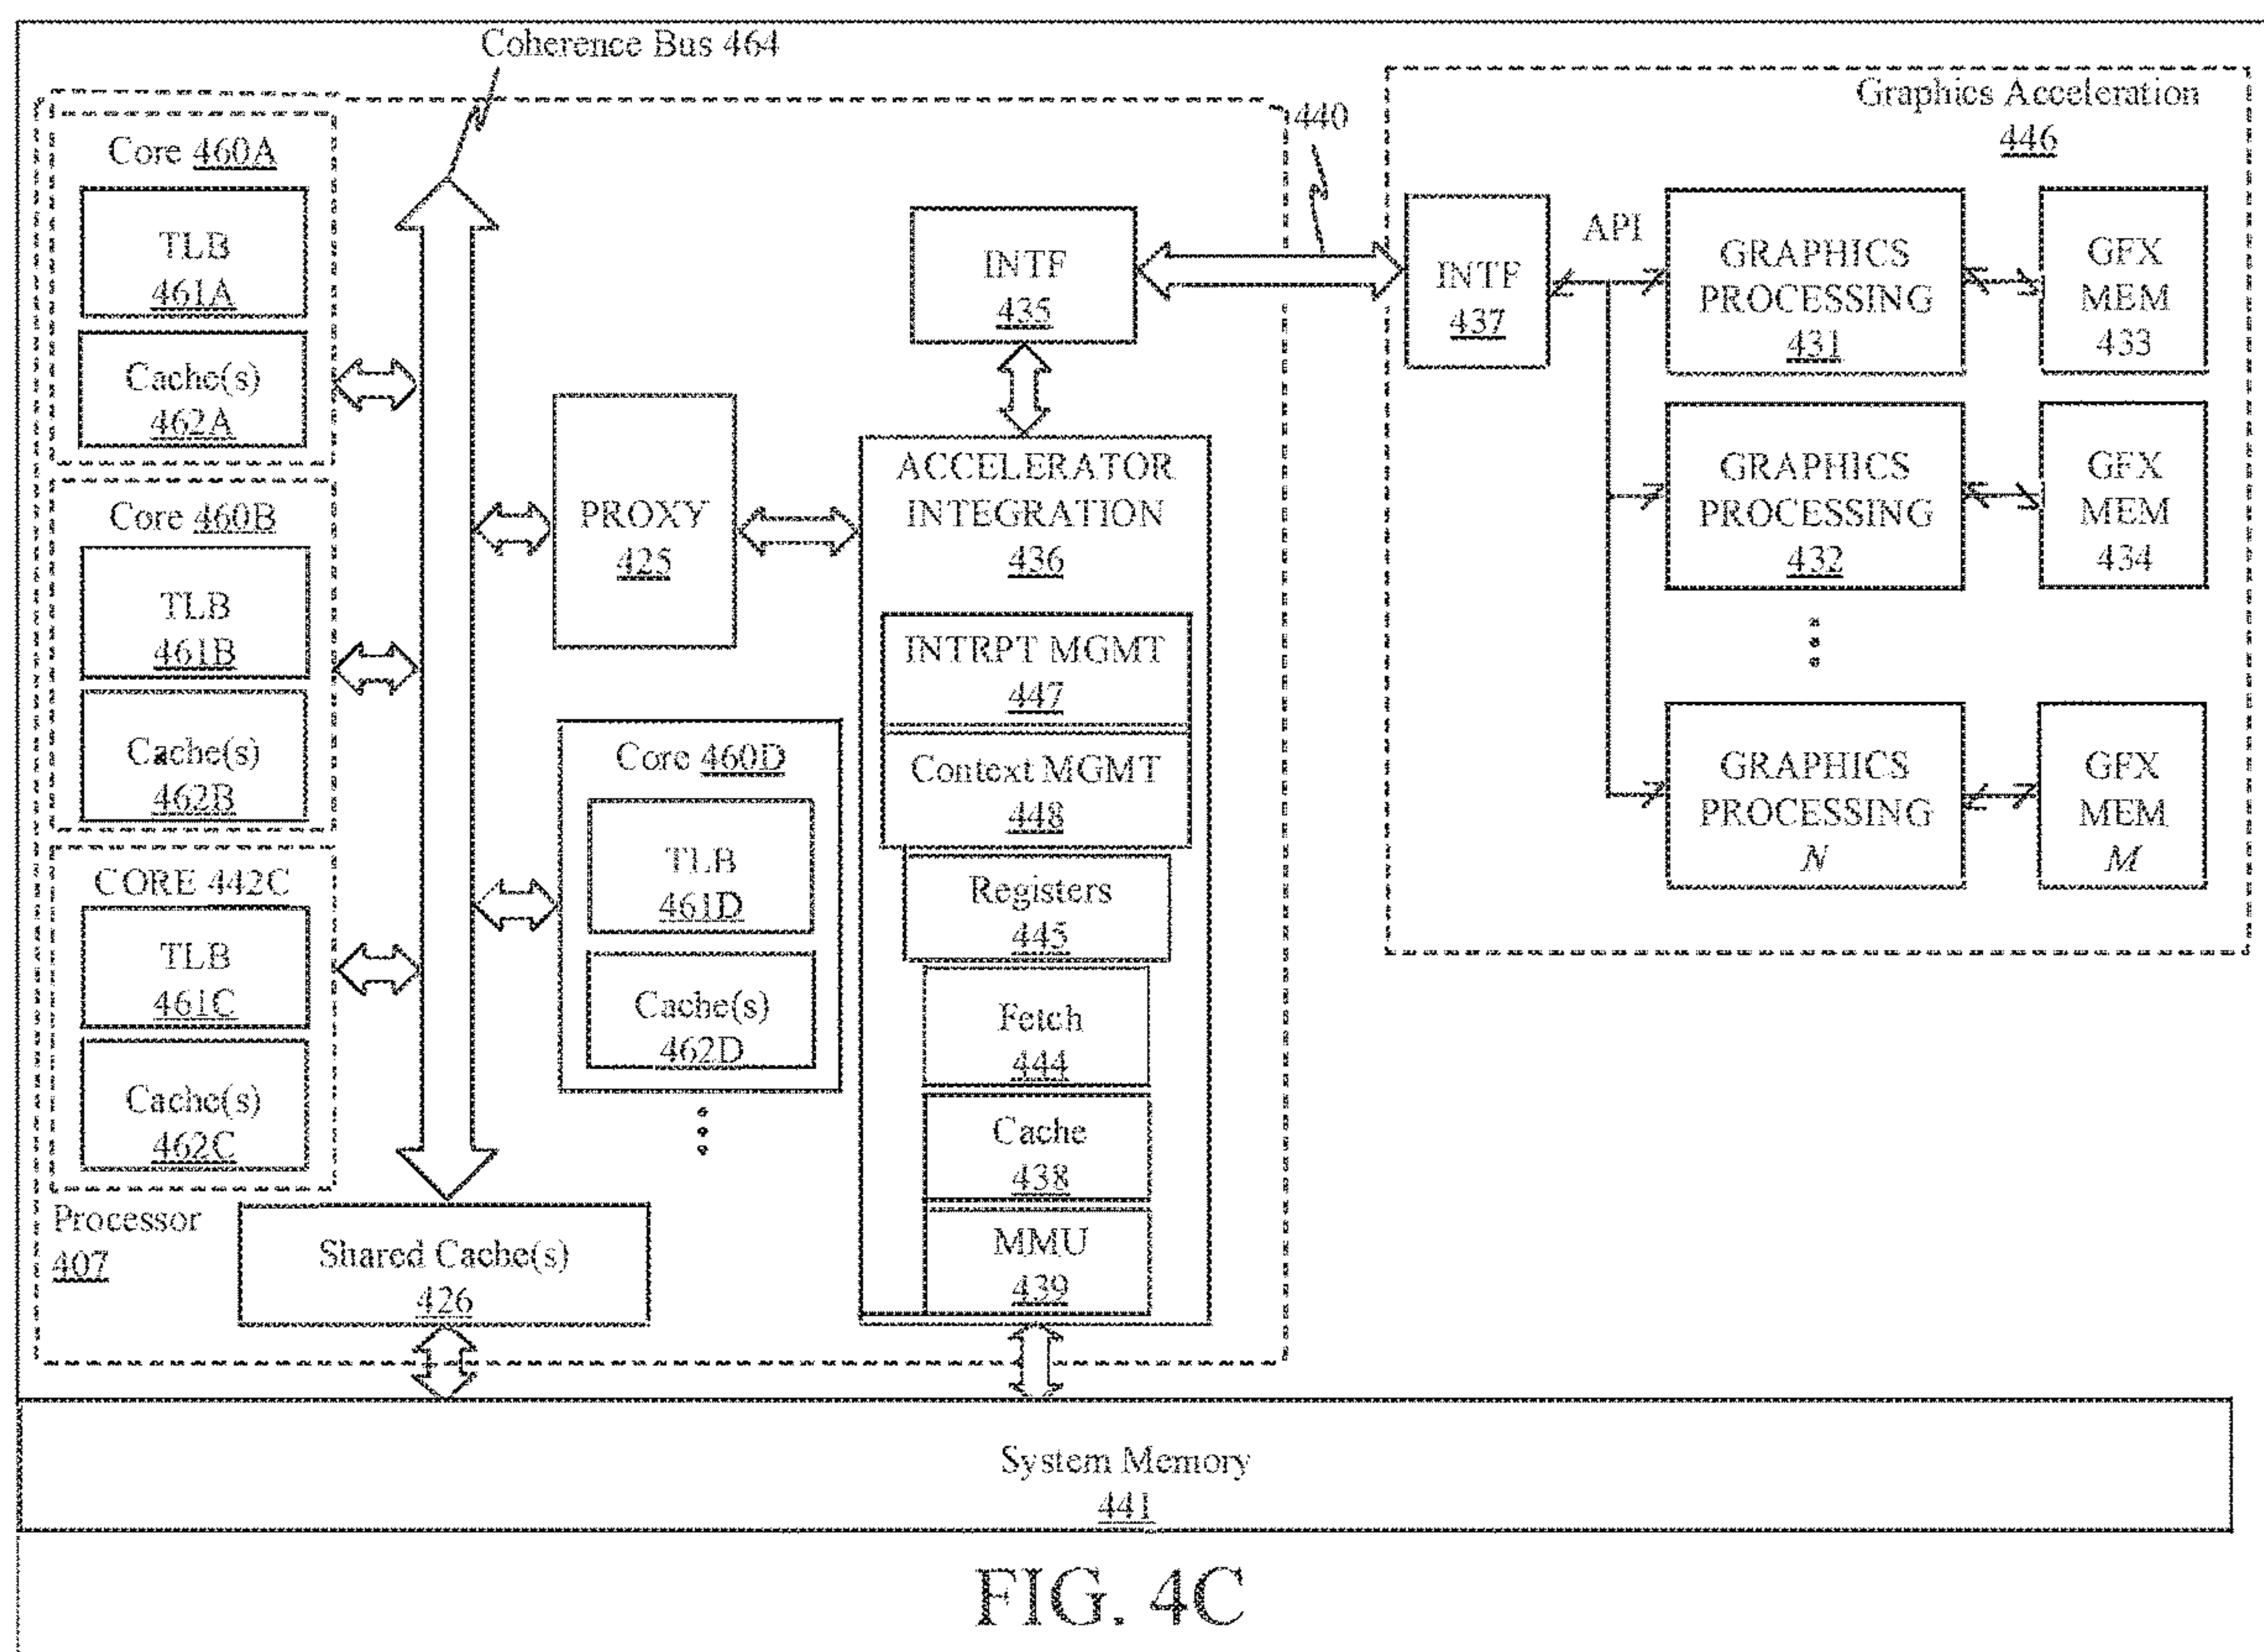 Coherence Bus 464
Core 460A
TLB
461A
Cache(s)
462A
Core 460B
TLB
461B
Cache(s)
462B
CORE 442C
TLB
461C
Cache(s)
462C
Processor
407
Shared Cache(s)
426
PROXY
425
Core 460D
TLB
461D
Cache(s)
462D
INTF
435
ACCELERATOR
INTEGRATION
436
INTRPT MGMT
447
Context MGMT
448
Registers
445
Fetch
444
Cache
438
MMU
439
440
Graphics Acceleration
446
INTF
437
API
GRAPHICS
PROCESSING
431
GFX
MEM
433
GRAPHICS
PROCESSING
432
GFX
MEM
434
GRAPHICS
PROCESSING
N
GFX
MEM
M
System Memory
441
FIG. 4C